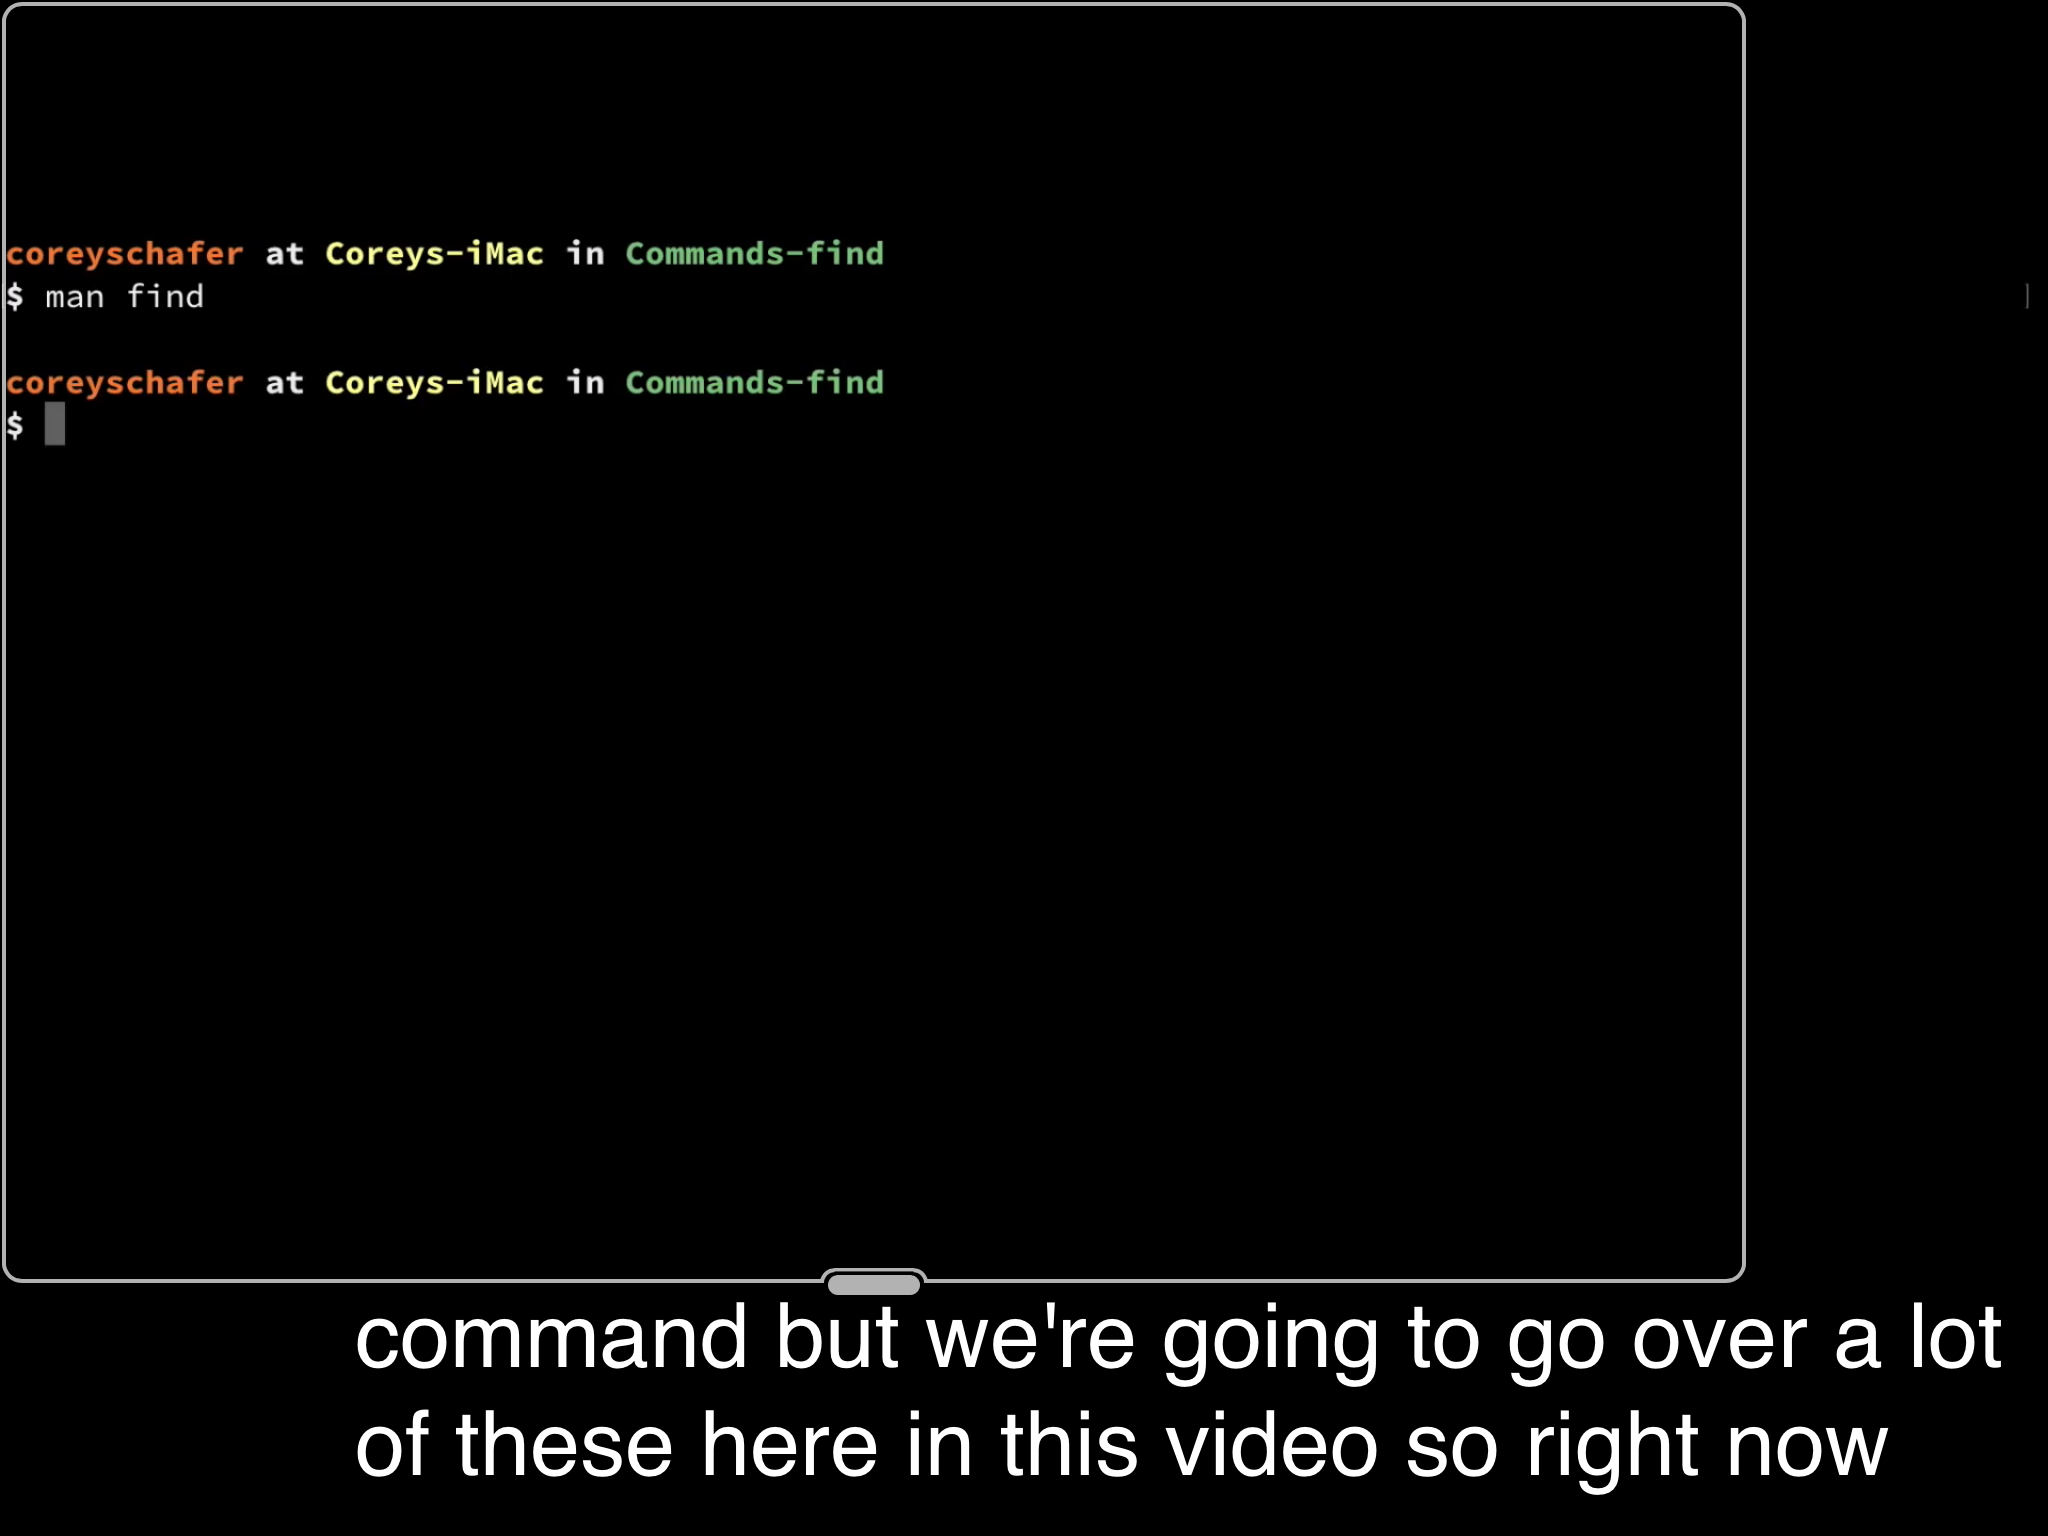 coreyschafer at Coreys-iMac in Commands-find
$ man find
coreyschafer at Coreys-iMac in Commands-find
$
command but we're going to go over a lot
of these here in this video so right now